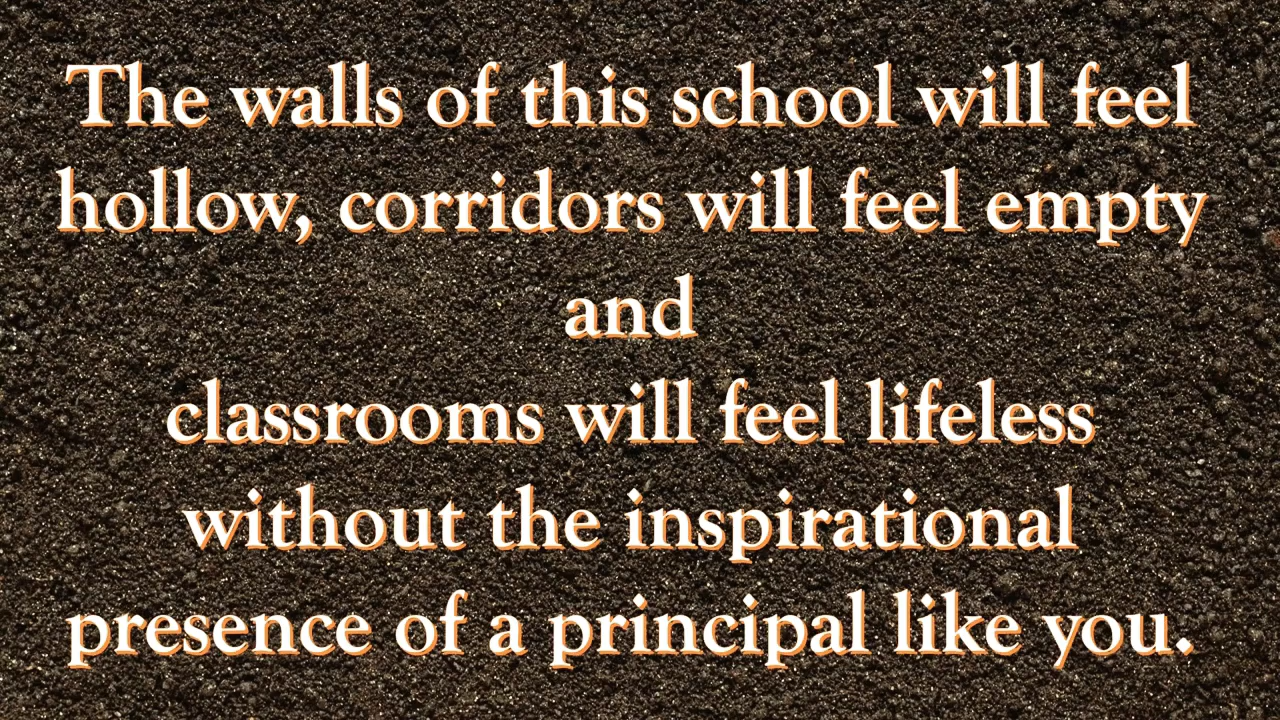 The walls of this school will feel
hollow, corridors will feel empty
and
classrooms will feel lifeless
without the inspirational
presence of a principal like you.